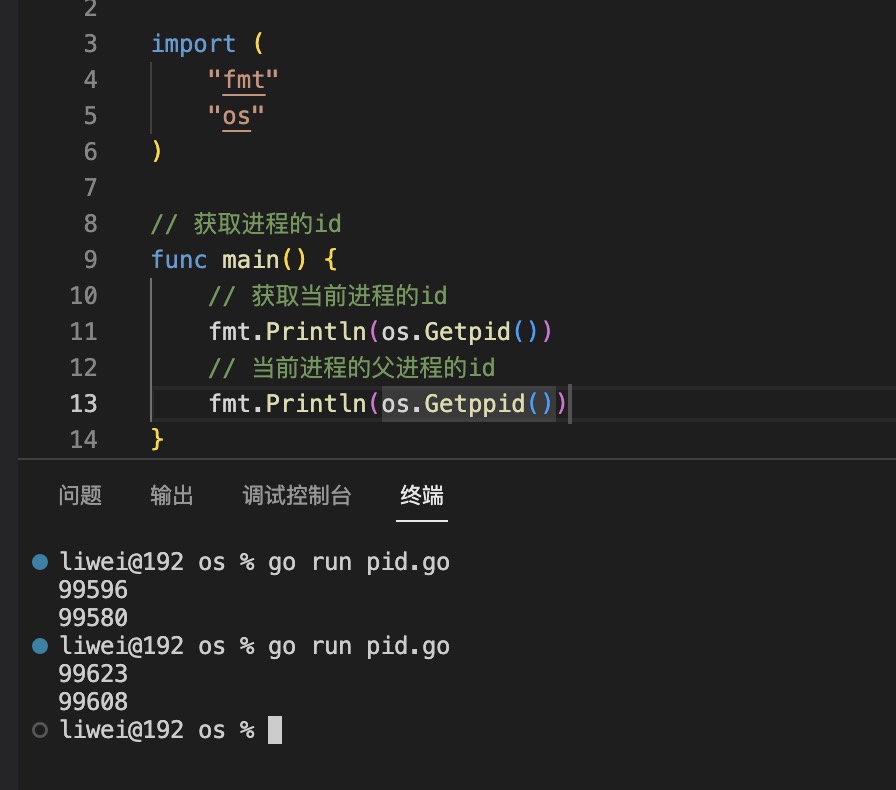 2
3 import (
4 "fmt"
5 "os"
6 )
7
8 // 获取进程的id
9 func main() {
10 // 获取当前进程的id
11 fmt.Println(os.Getpid())
12 // 当前进程的父进程的id
13 fmt.Println(os.Getppid())
14 }
问题 输出 调试控制台 终端
liwei@192 os % go run pid.go
99596
99580
liwei@192 os % go run pid.go
99623
99608
liwei@192 os %